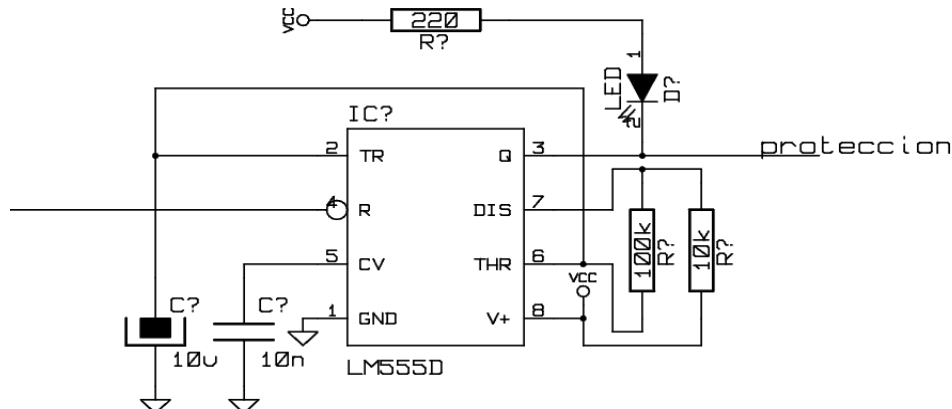 VCC
220
R?
1
LED
D?
2
IC?
2
TR
Q
3
proteccion
4
R
DIS
7
100k
R?
10k
R?
5
CV
THR
6
VCC
C?
C?
1
GND
V+
8
10u
10n
LM555D